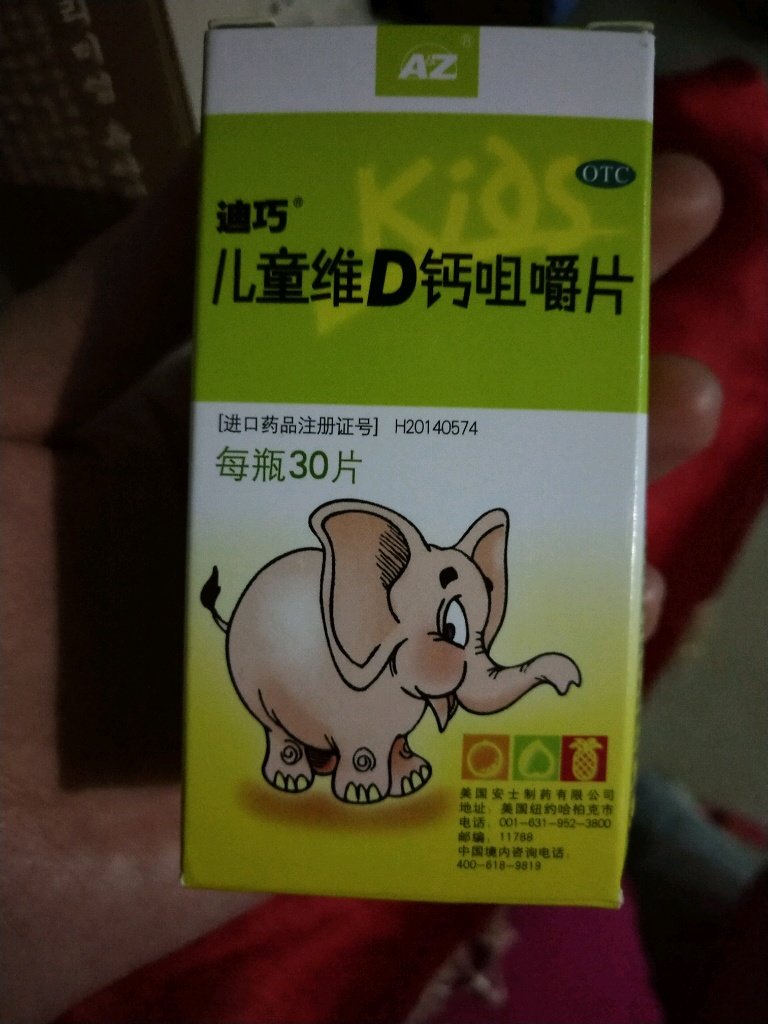 A·Z®
Kids
OTC
迪巧®
儿童维D钙咀嚼片
[进口药品注册证号] H20140574
每瓶30片
美国安士制药有限公司
地址：美国纽约哈帕克市
电话：001-631-952-3800
邮编：11788
中国境内咨询电话：
400-618-9819